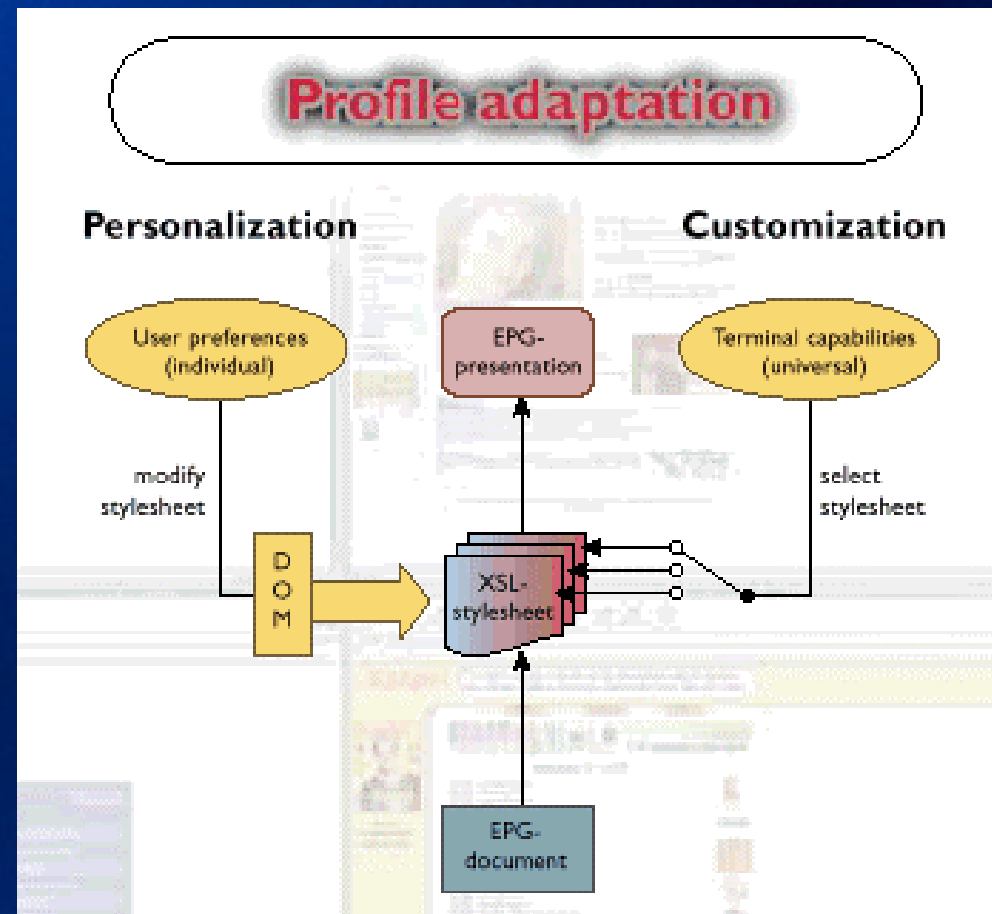 Profile adaptation
Personalization
Customization
User preferences
(individual)
EPG-
presentation
Terminal capabilities
(universal)
modify
stylesheet
select
stylesheet
D
O
M
XSL-
stylesheet
EPG-
document